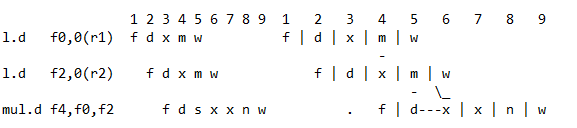 1 2 3 4 5 6 7 8 9 1 2 3 4 5 6 7 8 9
l.d f0,0(r1) f d x m w f | d | x | m | w
-
l.d f2,0(r2) f d x m w f | d | x | m | w
- \_
mul.d f4,f0,f2 f d s x x n w . f | d---x | x | n | w